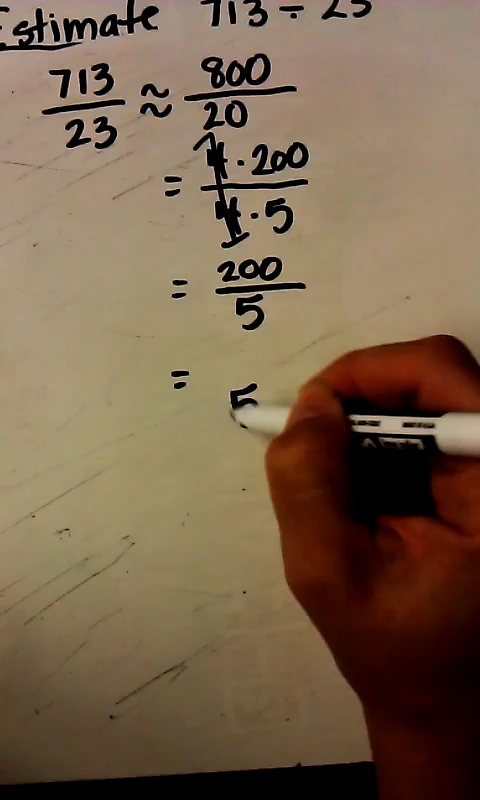 Estimate 713 ÷ 23
713/23 ≈ 800/20
= 4·200/4·5
= 200/5
= 5